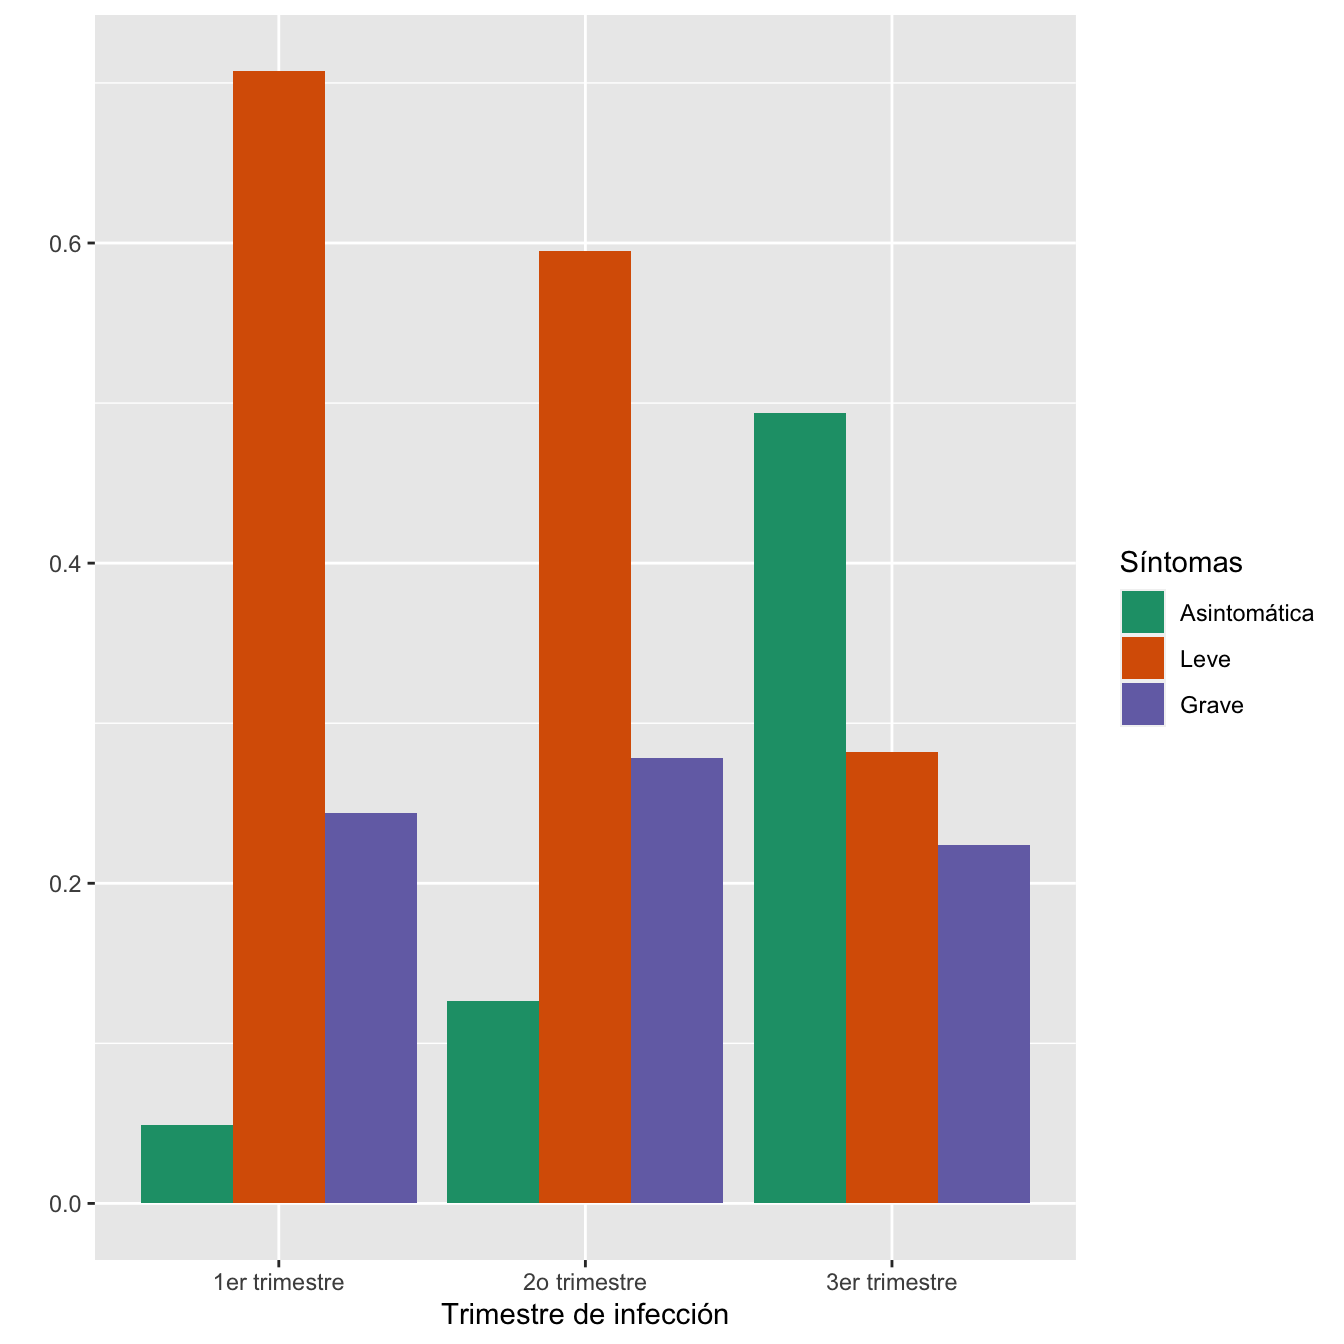 0.6
0.4
0.2
0.0
1er trimestre
2o trimestre
3er trimestre
Trimestre de infección
Síntomas
Asintomática
Leve
Grave